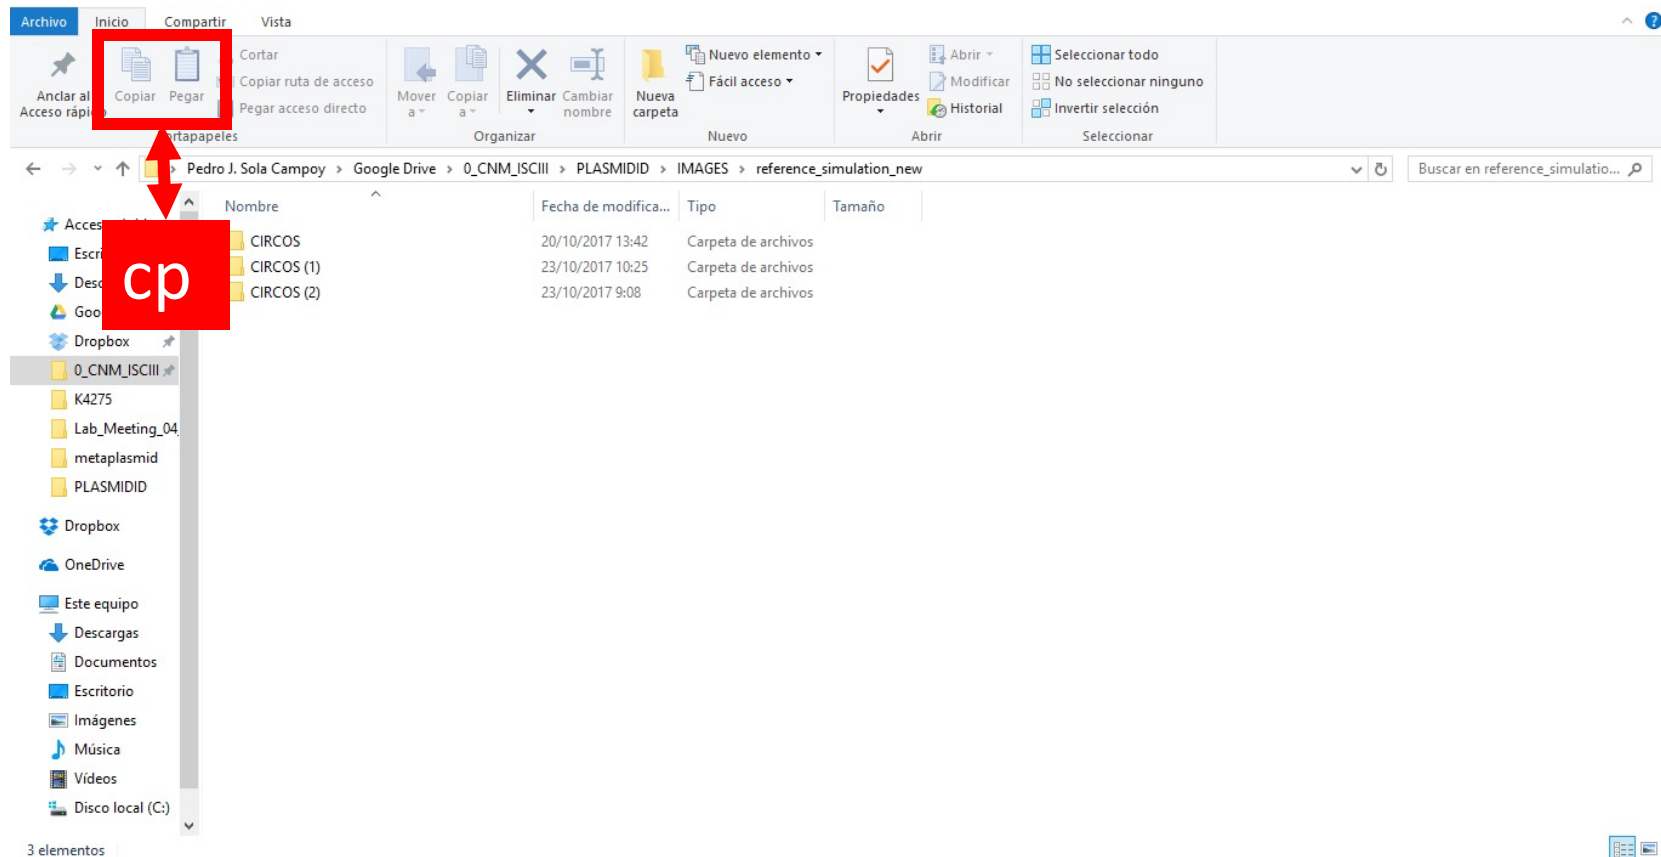 Archivo Inicio Compartir Vista
Anclar al
Acceso rápi
Copiar
Pegar
Cortar
Copiar ruta de acceso
Pegar acceso directo
ortapapeles
Mover
a
Copiar
a
Eliminar
Cambiar
nombre
Organizar
Nueva
carpeta
Nuevo elemento
Fácil acceso
Nuevo
Propiedades
Abrir
Modificar
Historial
Abrir
Seleccionar todo
No seleccionar ninguno
Invertir selección
Seleccionar
Pedro J. Sola Campoy > Google Drive > 0_CNM_ISCIII > PLASMIDID > IMAGES > reference_simulation_new
Buscar en reference_simulatio...
Nombre Fecha de modifica... Tipo Tamaño
CIRCOS 20/10/2017 13:42 Carpeta de archivos
CIRCOS (1) 23/10/2017 10:25 Carpeta de archivos
CIRCOS (2) 23/10/2017 9:08 Carpeta de archivos
cp
Acces
Escri
Desc
Goo
Dropbox
0_CNM_ISCIII
K4275
Lab_Meeting_04_
metaplasmid
PLASMIDID
Dropbox
OneDrive
Este equipo
Descargas
Documentos
Escritorio
Imágenes
Música
Vídeos
Disco local (C:)
3 elementos